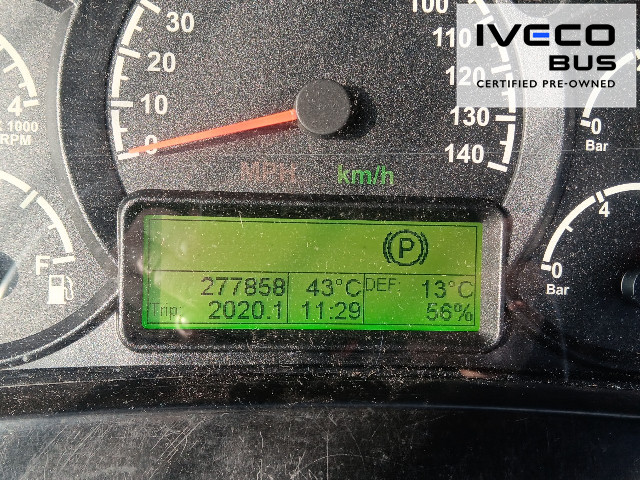 IVECO
BUS
CERTIFIED PRE-OWNED
30
20
10
0
100
110
120
130
140
MPH
km/h
4
x 1000
RPM
F
0
Bar
4
0
Bar
(P)
277858 43°C DEF: 13°C
Trip: 2020.1 11:29 56%